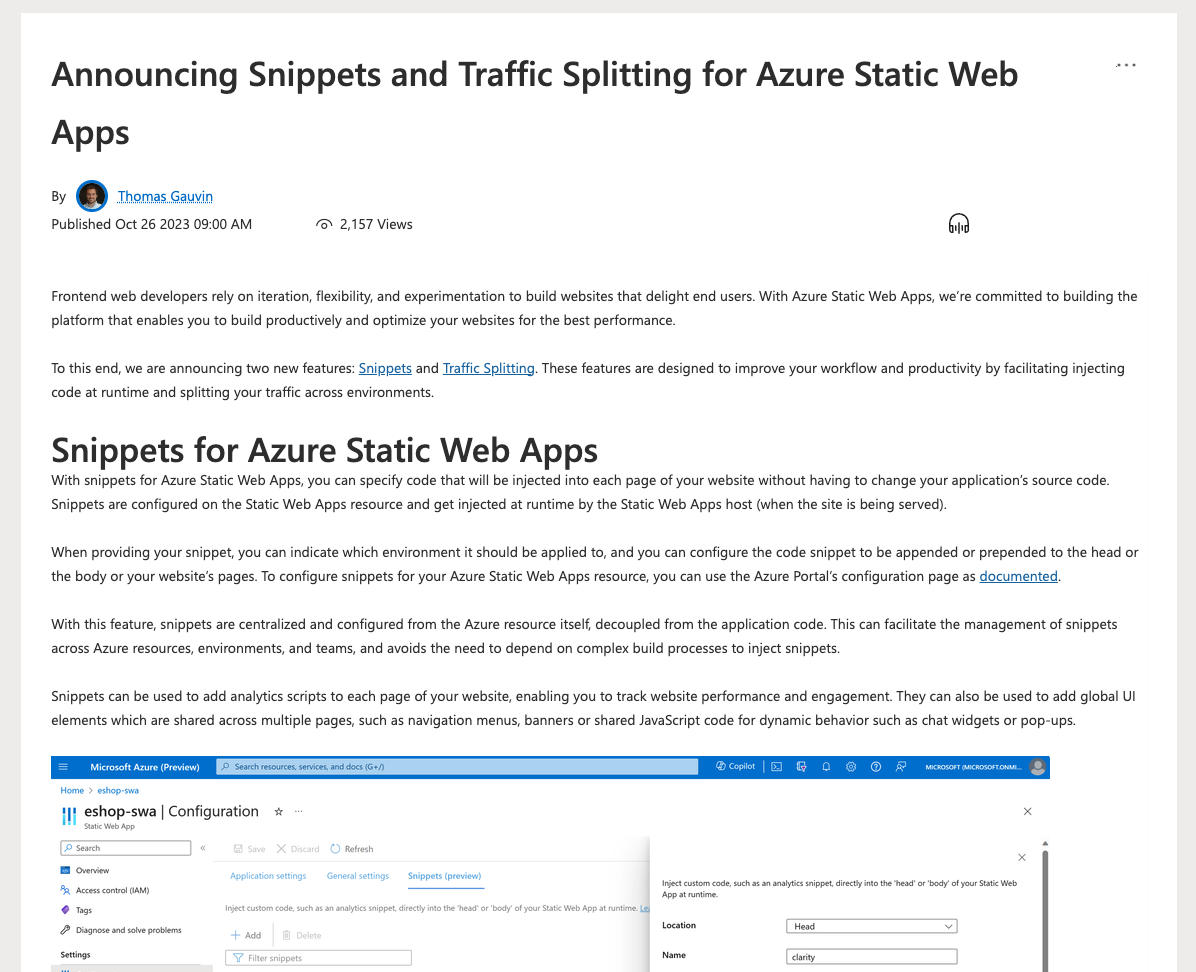 Announcing Snippets and Traffic Splitting for Azure Static Web
Apps
By Thomas Gauvin
Published Oct 26 2023 09:00 AM 2,157 Views
Frontend web developers rely on iteration, flexibility, and experimentation to build websites that delight end users. With Azure Static Web Apps, we’re committed to building the
platform that enables you to build productively and optimize your websites for the best performance.
To this end, we are announcing two new features: Snippets and Traffic Splitting. These features are designed to improve your workflow and productivity by facilitating injecting
code at runtime and splitting your traffic across environments.
Snippets for Azure Static Web Apps
With snippets for Azure Static Web Apps, you can specify code that will be injected into each page of your website without having to change your application’s source code.
Snippets are configured on the Static Web Apps resource and get injected at runtime by the Static Web Apps host (when the site is being served).
When providing your snippet, you can indicate which environment it should be applied to, and you can configure the code snippet to be appended or prepended to the head or
the body or your website’s pages. To configure snippets for your Azure Static Web Apps resource, you can use the Azure Portal’s configuration page as documented.
With this feature, snippets are centralized and configured from the Azure resource itself, decoupled from the application code. This can facilitate the management of snippets
across Azure resources, environments, and teams, and avoids the need to depend on complex build processes to inject snippets.
Snippets can be used to add analytics scripts to each page of your website, enabling you to track website performance and engagement. They can also be used to add global UI
elements which are shared across multiple pages, such as navigation menus, banners or shared JavaScript code for dynamic behavior such as chat widgets or pop-ups.
Microsoft Azure (Preview)
Search resources, services, and docs (G+/)
Copilot
MICROSOFT (MICROSOFT.ONMI...
Home > eshop-swa
eshop-swa | Configuration
Static Web App
Search
Overview
Access control (IAM)
Tags
Diagnose and solve problems
Settings
Save Discard Refresh
Application settings General settings Snippets (preview)
Inject custom code, such as an analytics snippet, directly into the 'head' or 'body' of your Static Web App at runtime. Lea
Add Delete
Filter snippets
Inject custom code, such as an analytics snippet, directly into the 'head' or 'body' of your Static Web
App at runtime.
Location Head
Name clarity